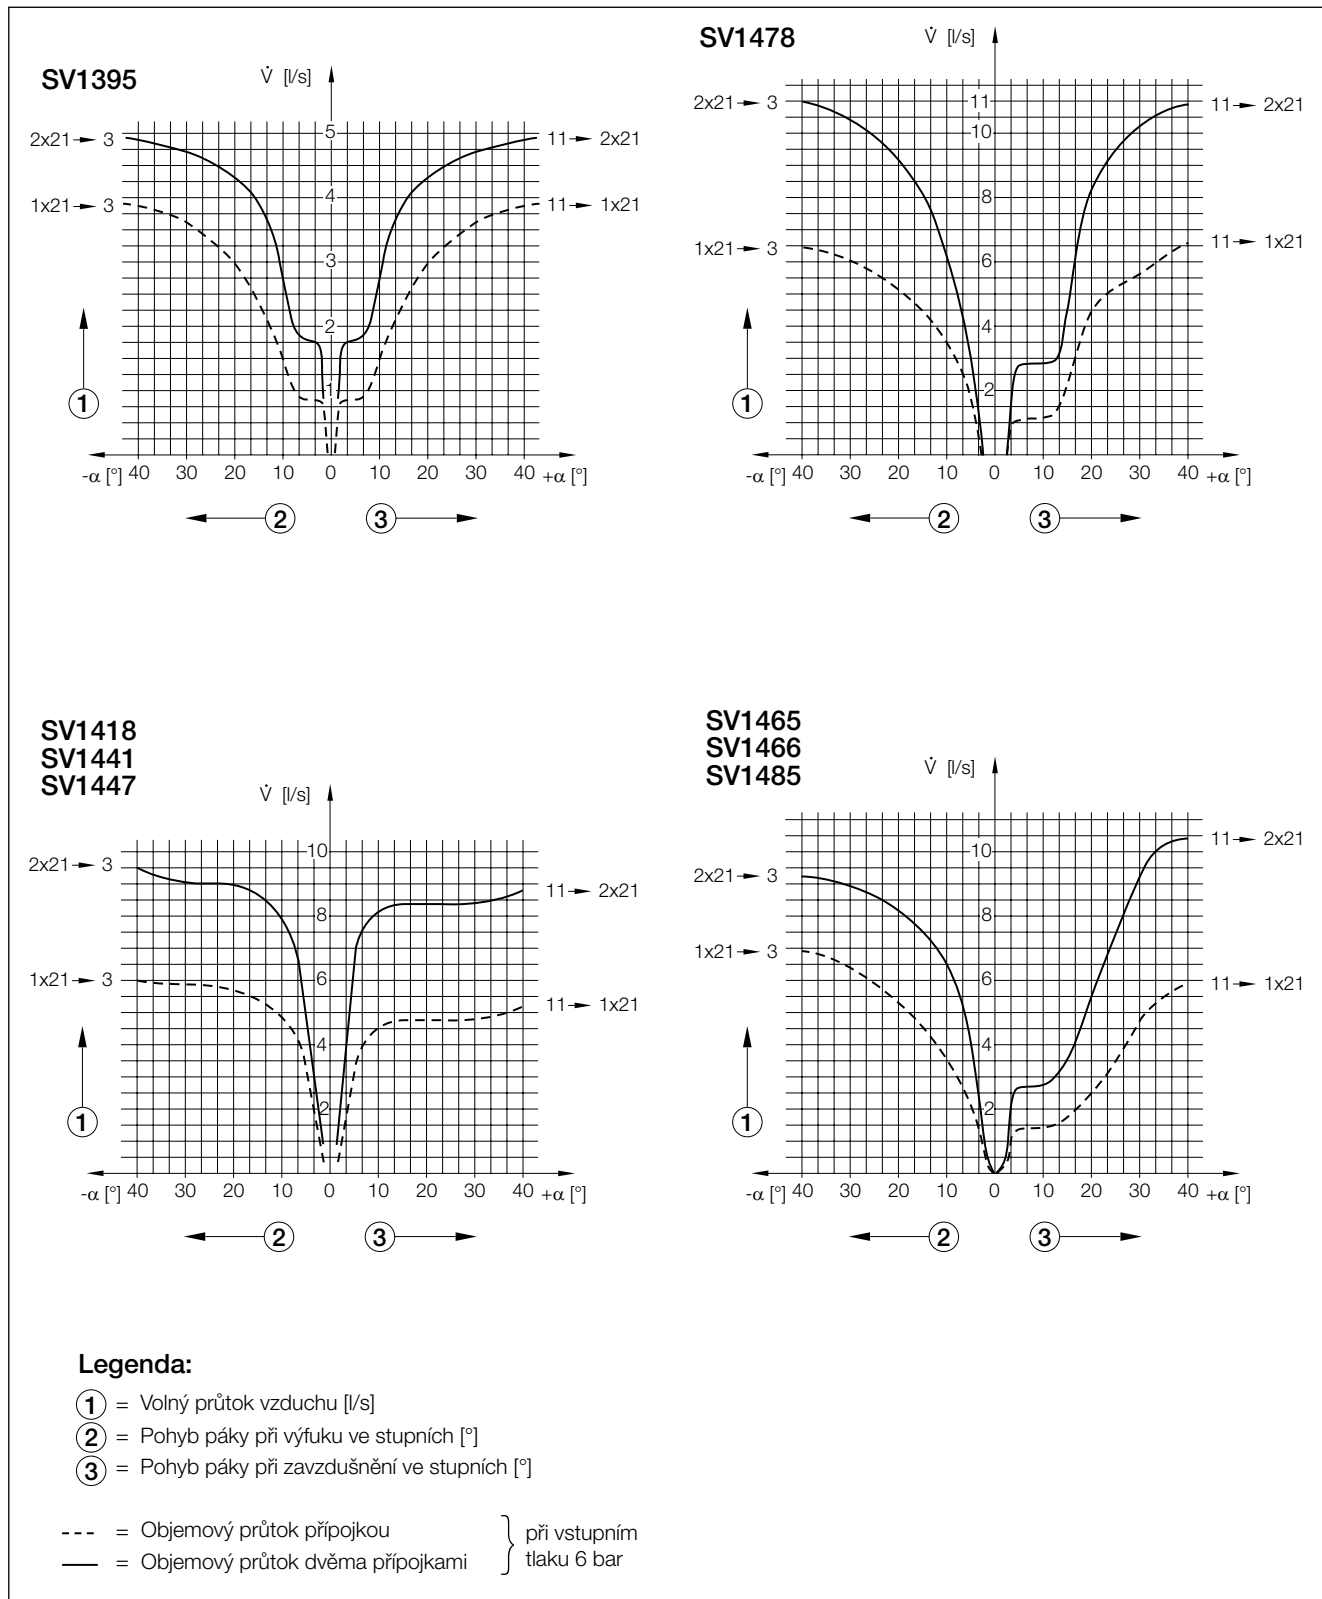 SV1395
V̇ [l/s]
5
4
3
2
1
2x21 3
1x21 3
11 2x21
11 1x21
1
-α [°] 40 30 20 10 0 10 20 30 40 +α [°]
2 3
SV1478
V̇ [l/s]
11
10
8
6
4
2
2x21 3
1x21 3
11 2x21
11 1x21
1
-α [°] 40 30 20 10 0 10 20 30 40 +α [°]
2 3
SV1418
SV1441
SV1447
V̇ [l/s]
10
8
6
4
2
2x21 3
1x21 3
11 2x21
11 1x21
1
-α [°] 40 30 20 10 0 10 20 30 40 +α [°]
2 3
SV1465
SV1466
SV1485
V̇ [l/s]
10
8
6
4
2
2x21 3
1x21 3
11 2x21
11 1x21
1
-α [°] 40 30 20 10 0 10 20 30 40 +α [°]
2 3
Legenda:
1 = Volný průtok vzduchu [l/s]
2 = Pohyb páky při výfuku ve stupních [°]
3 = Pohyb páky při zavzdušnění ve stupních [°]
= Objemový průtok přípojkou
= Objemový průtok dvěma přípojkami
při vstupním
tlaku 6 bar